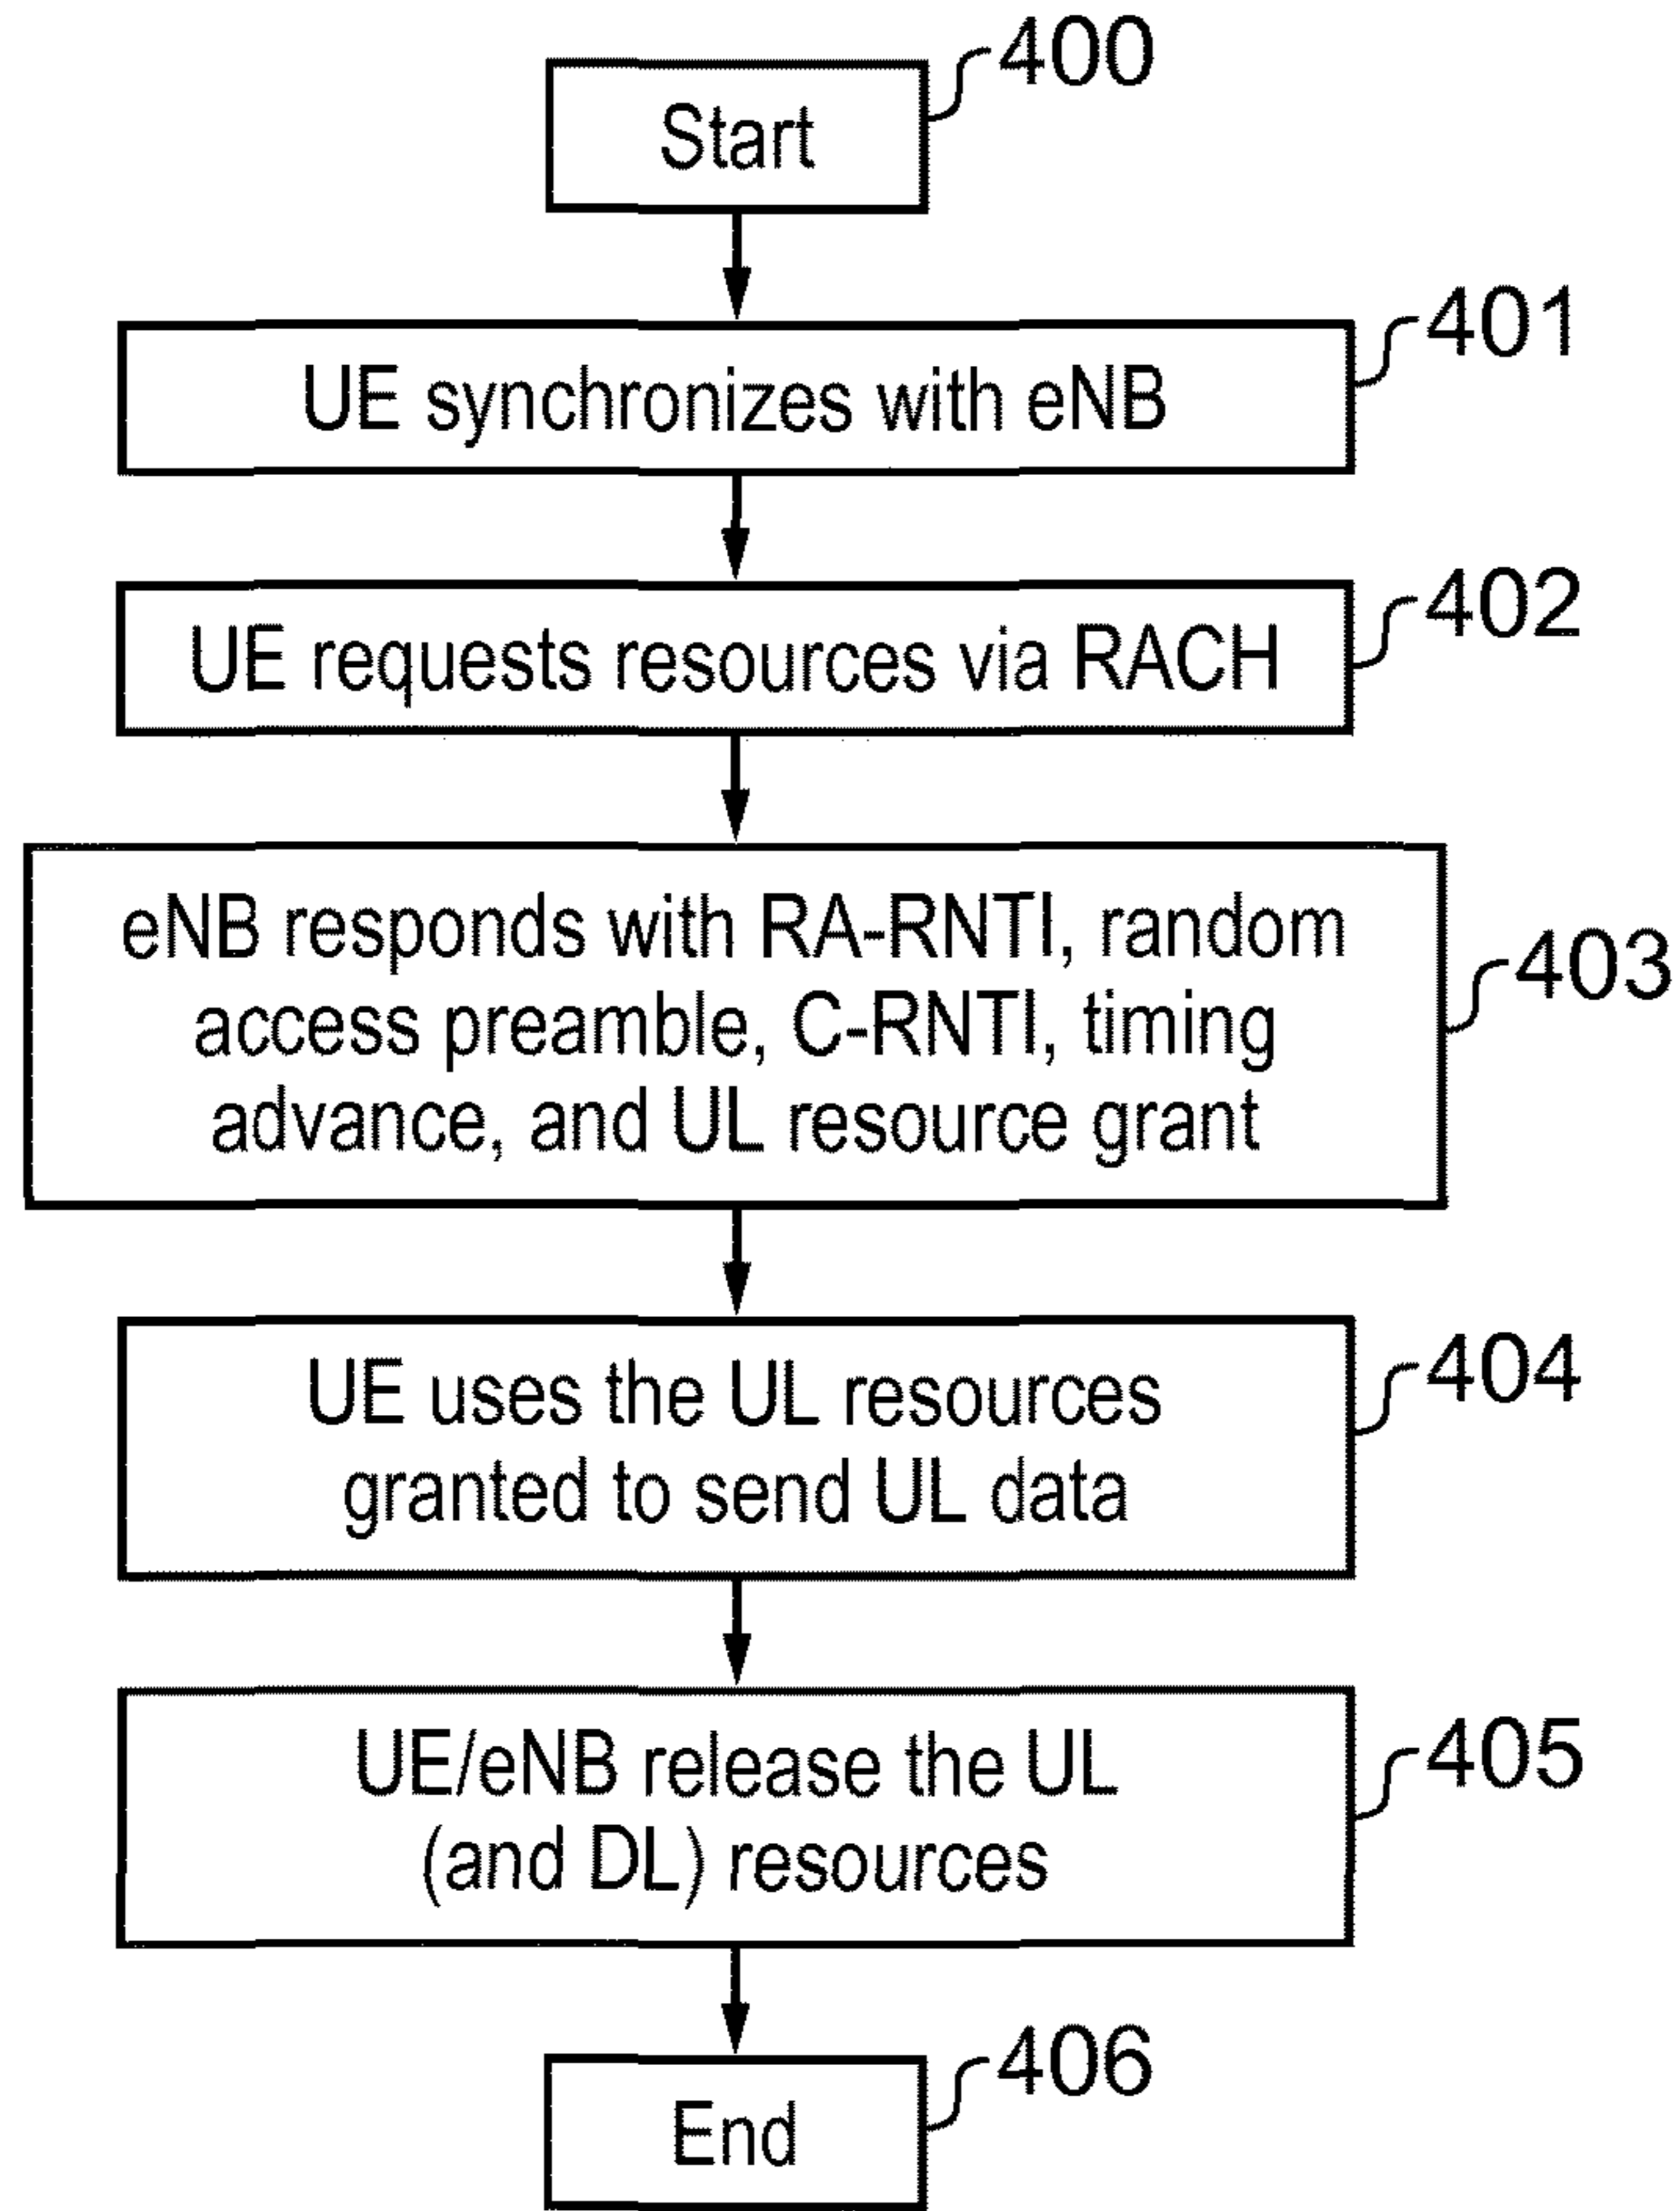 400
Start
401
UE synchronizes with eNB
402
UE requests resources via RACH
eNB responds with RA-RNTI, random
access preamble, C-RNTI, timing
advance, and UL resource grant
403
UE uses the UL resources
granted to send UL data
404
UE/eNB release the UL
(and DL) resources
405
406
End